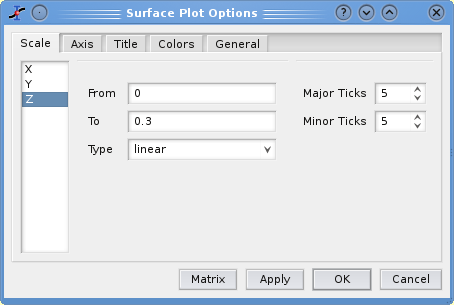 Surface Plot Options
Scale Axis Title Colors General
X
Y
Z
From 0 Major Ticks 5
To 0.3 Minor Ticks 5
Type linear
Matrix Apply OK Cancel